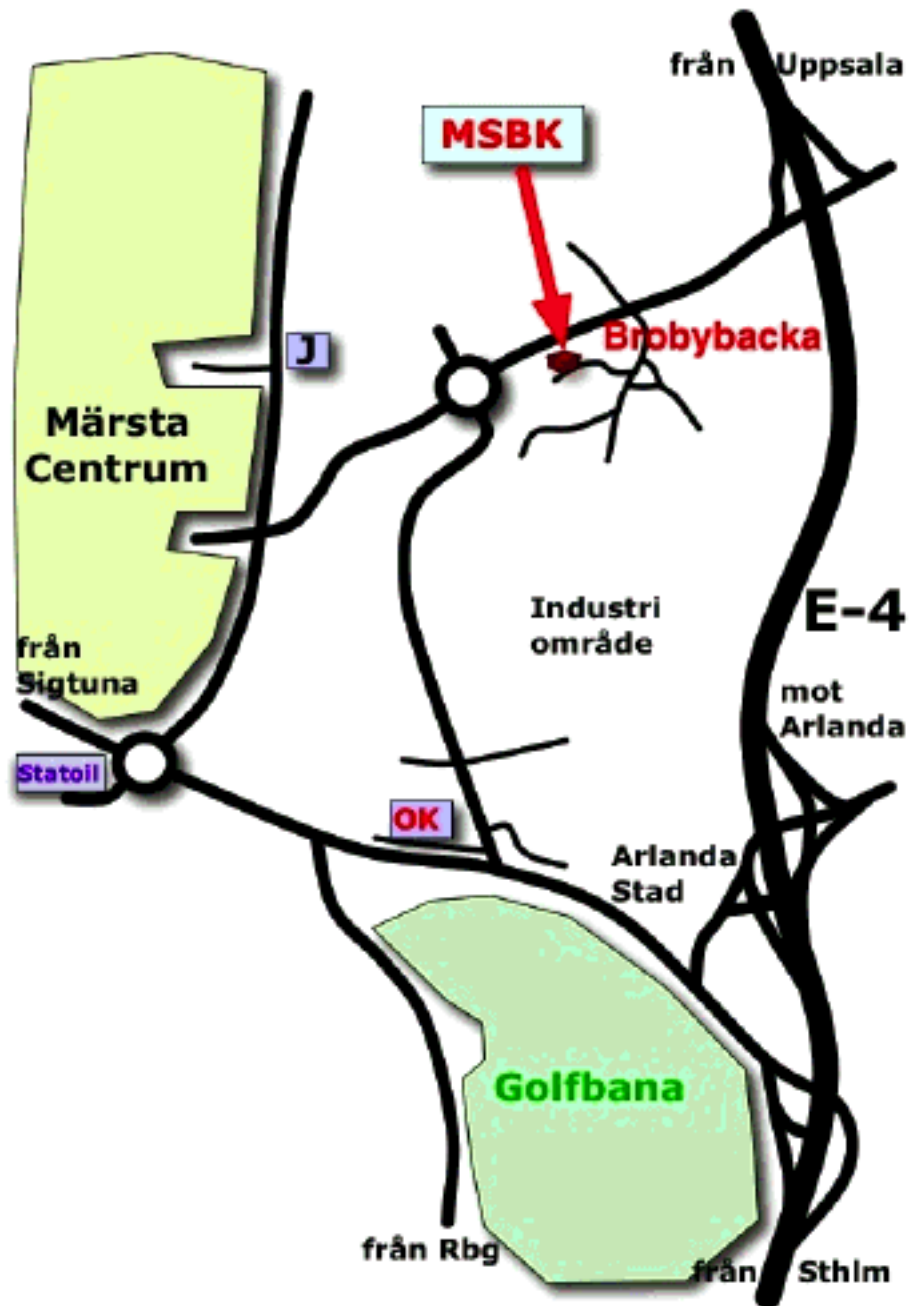 från Uppsala
MSBK
Brobybacka
J
Märsta
Centrum
Industri
område
E-4
från
Sigtuna
mot
Arlanda
Statoil
OK
Arlanda
Stad
Golfbana
från Rbg
från Sthlm